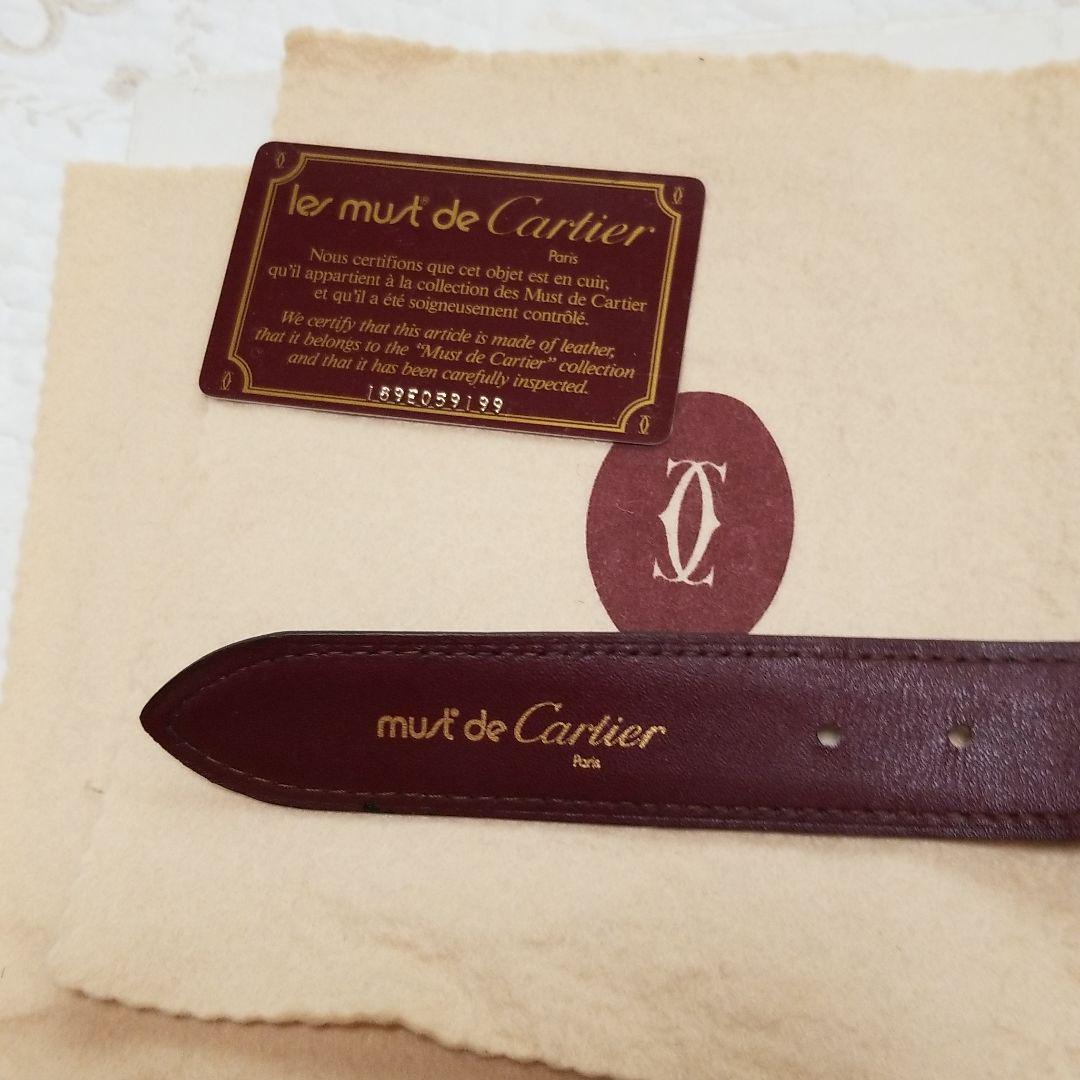 les must® de Cartier
Paris
Nous certifions que cet objet est en cuir,
qu'il appartient à la collection des Must de Cartier
et qu'il a été soigneusement contrôlé.
We certify that this article is made of leather,
that it belongs to the "Must de Cartier" collection
and that it has been carefully inspected.
189E059199
must® de Cartier
Paris